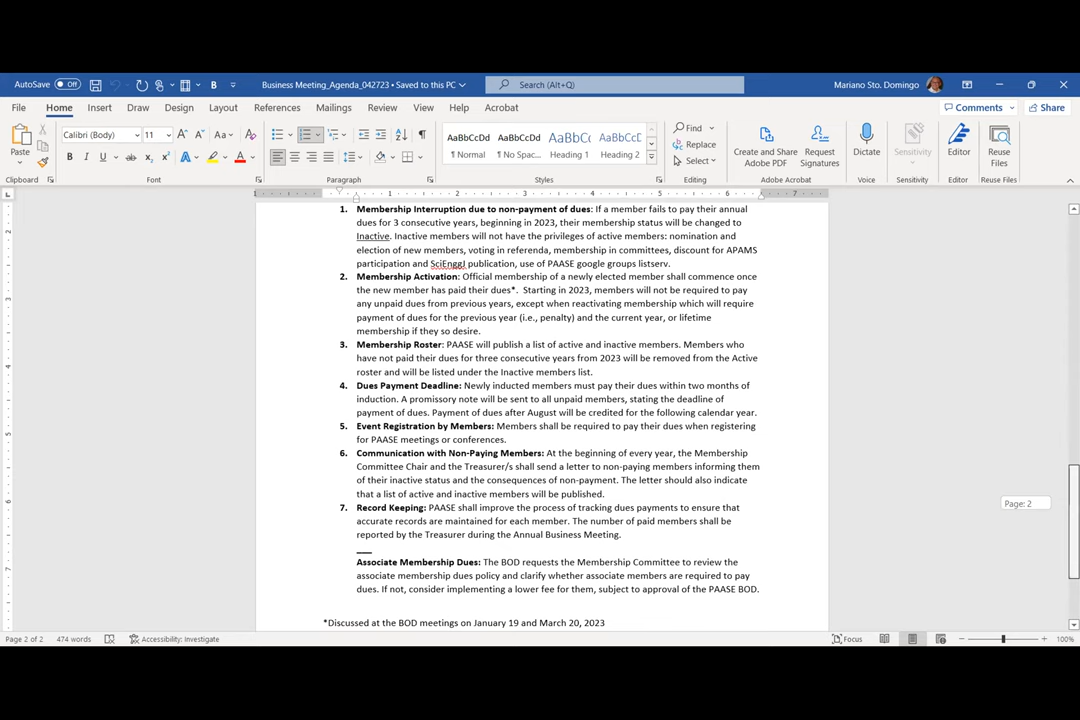 AutoSave Off B Business Meeting_Agenda_042723 • Saved to this PC Search (Alt+Q) Mariano Sto. Domingo
File Home Insert Draw Design Layout References Mailings Review View Help Acrobat Comments Share
Calibri (Body) 11 A A Aa A AaBbCcDd AaBbCcDd AaBbC AaBbCcC Find
Paste B I U ab x2 x2 A A ¶ Normal ¶ No Spac... Heading 1 Heading 2 Replace Select Create and Share Adobe PDF Request Signatures Dictate Sensitivity Editor Reuse Files
Clipboard Font Paragraph Styles Editing Adobe Acrobat Voice Sensitivity Editor Reuse Files
1 1 2 3 4 5 6 7
1. Membership Interruption due to non-payment of dues: If a member fails to pay their annual
dues for 3 consecutive years, beginning in 2023, their membership status will be changed to
Inactive. Inactive members will not have the privileges of active members: nomination and
election of new members, voting in referenda, membership in committees, discount for APAMS
participation and SciEnggJ publication, use of PAASE google groups listserv.
2. Membership Activation: Official membership of a newly elected member shall commence once
the new member has paid their dues*. Starting in 2023, members will not be required to pay
any unpaid dues from previous years, except when reactivating membership which will require
payment of dues for the previous year (i.e., penalty) and the current year, or lifetime
membership if they so desire.
3. Membership Roster: PAASE will publish a list of active and inactive members. Members who
have not paid their dues for three consecutive years from 2023 will be removed from the Active
roster and will be listed under the Inactive members list.
4. Dues Payment Deadline: Newly inducted members must pay their dues within two months of
induction. A promissory note will be sent to all unpaid members, stating the deadline of
payment of dues. Payment of dues after August will be credited for the following calendar year.
5. Event Registration by Members: Members shall be required to pay their dues when registering
for PAASE meetings or conferences.
6. Communication with Non-Paying Members: At the beginning of every year, the Membership
Committee Chair and the Treasurer/s shall send a letter to non-paying members informing them
of their inactive status and the consequences of non-payment. The letter should also indicate
that a list of active and inactive members will be published.
Page: 2
7. Record Keeping: PAASE shall improve the process of tracking dues payments to ensure that
accurate records are maintained for each member. The number of paid members shall be
reported by the Treasurer during the Annual Business Meeting.
Associate Membership Dues: The BOD requests the Membership Committee to review the
associate membership dues policy and clarify whether associate members are required to pay
dues. If not, consider implementing a lower fee for them, subject to approval of the PAASE BOD.
*Discussed at the BOD meetings on January 19 and March 20, 2023
Page 2 of 2 474 words Accessibility: Investigate Focus 100%